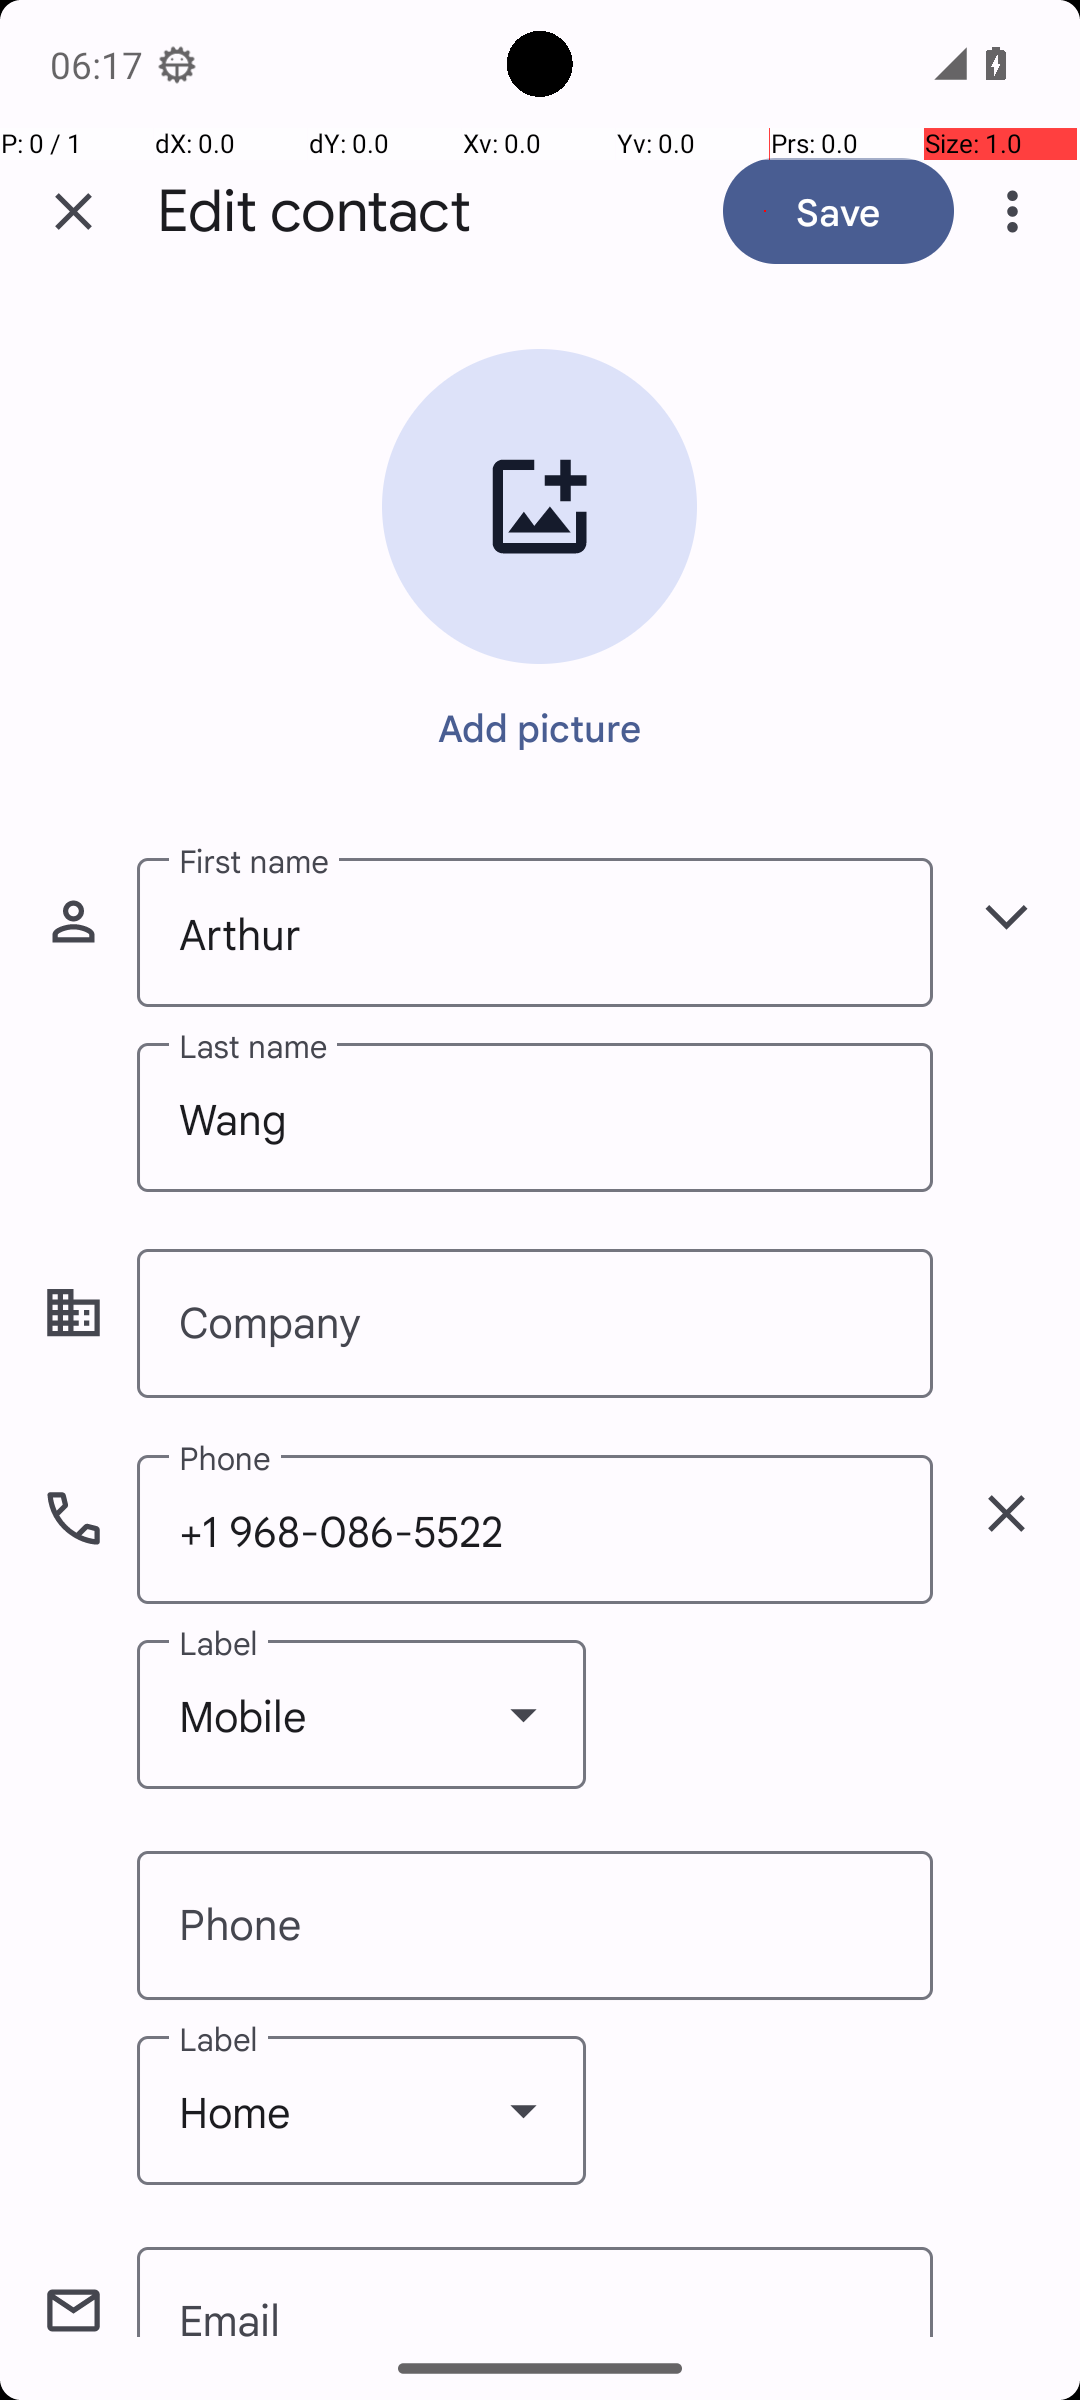 06:17
P: 0 / 1 dX: 0.0 dY: 0.0 Xv: 0.0 Yv: 0.0 Prs: 0.0 Size: 1.0
Edit contact Save
Add picture
First name
Arthur
Last name
Wang
Company
Phone
+1 968-086-5522
Label
Mobile
Phone
Label
Home
Email